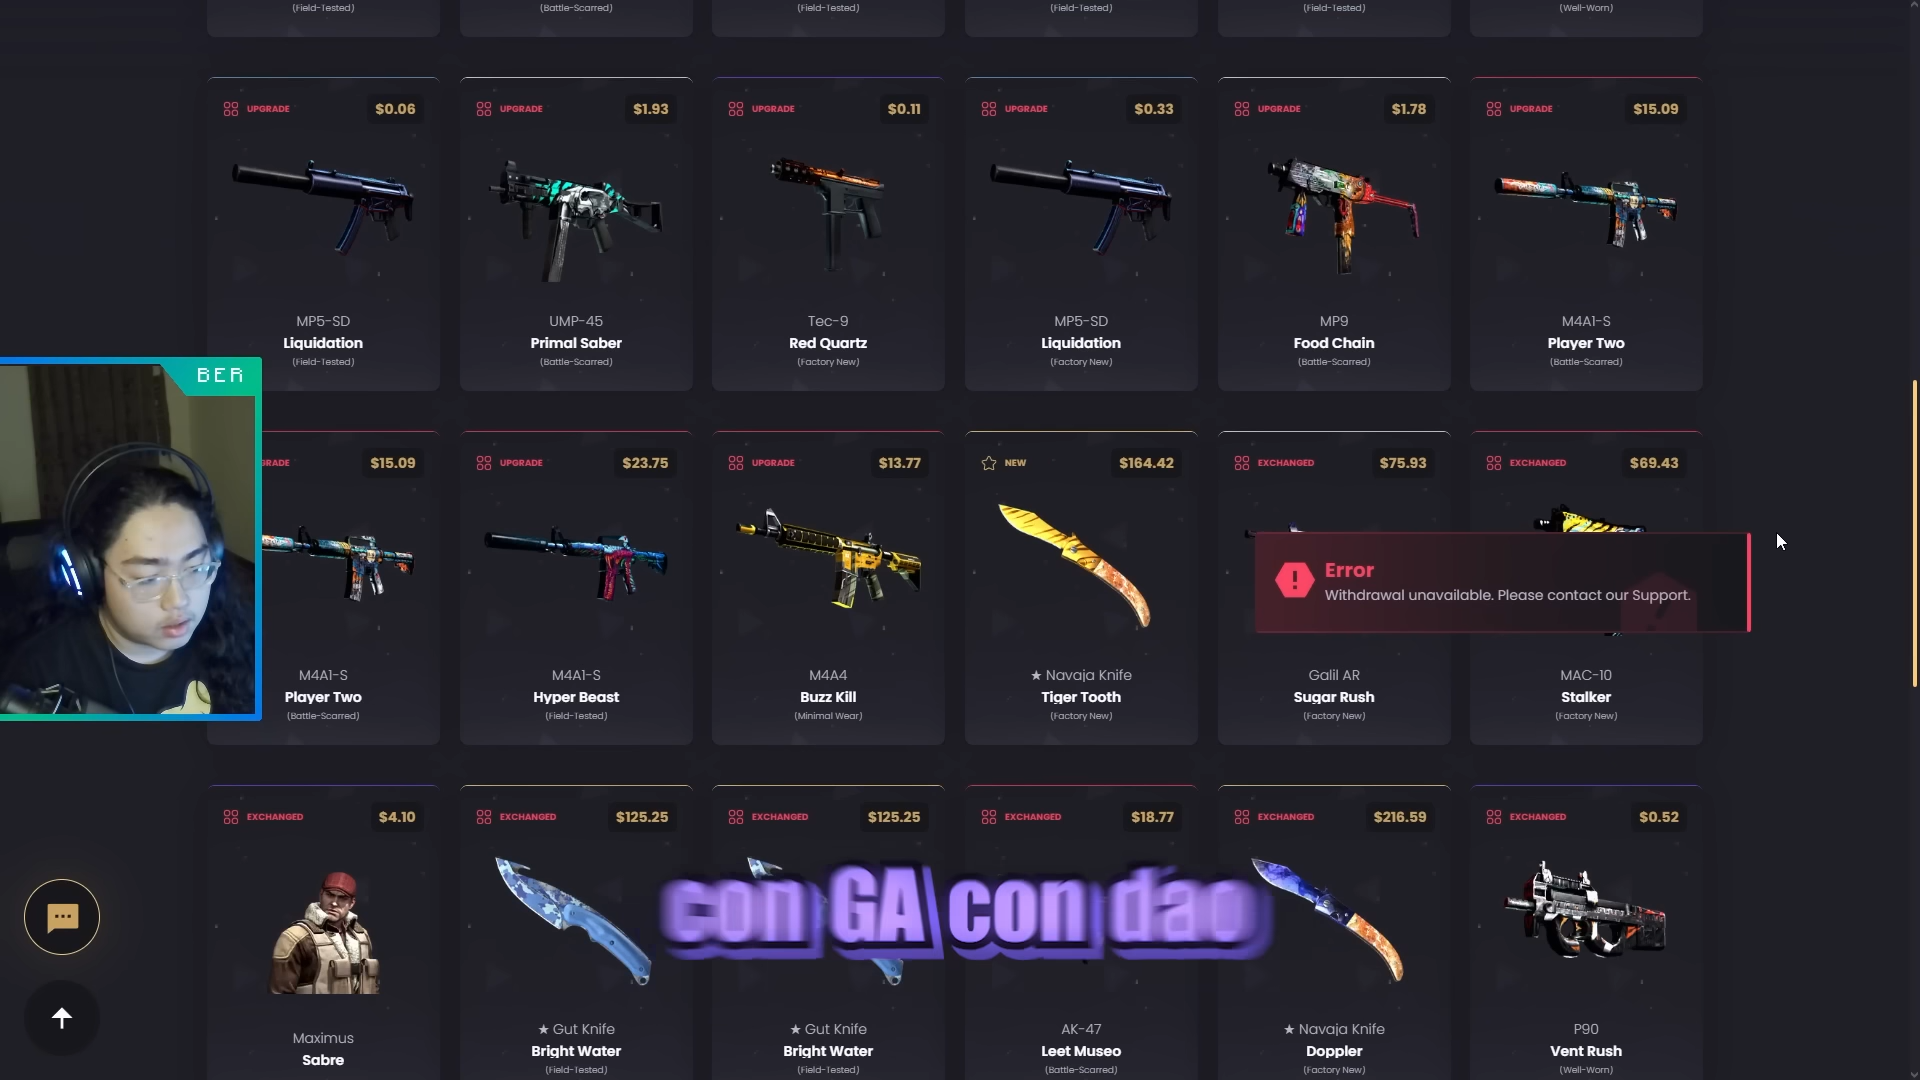 (Field-Tested)
(Battle-Scarred)
(Field-Tested)
(Field-Tested)
(Field-Tested)
(Well-Worn)
UPGRADE
$0.06
UPGRADE
$1.93
UPGRADE
$0.11
UPGRADE
$0.33
UPGRADE
$1.78
UPGRADE
$15.09
MP5-SD
Liquidation
(Field-Tested)
UMP-45
Primal Saber
(Battle-Scarred)
Tec-9
Red Quartz
(Factory New)
MP5-SD
Liquidation
(Factory New)
MP9
Food Chain
(Battle-Scarred)
M4A1-S
Player Two
(Battle-Scarred)
BER
GRADE
$15.09
UPGRADE
$23.75
UPGRADE
$13.77
NEW
$164.42
EXCHANGED
$75.93
EXCHANGED
$69.43
Error
Withdrawal unavailable. Please contact our Support.
M4A1-S
Player Two
(Battle-Scarred)
M4A1-S
Hyper Beast
(Field-Tested)
M4A4
Buzz Kill
(Minimal Wear)
★ Navaja Knife
Tiger Tooth
(Factory New)
Galil AR
Sugar Rush
(Factory New)
MAC-10
Stalker
(Factory New)
EXCHANGED
$4.10
EXCHANGED
$125.25
EXCHANGED
$125.25
EXCHANGED
$18.77
EXCHANGED
$216.59
EXCHANGED
$0.52
con GA con dao
Maximus
Sabre
★ Gut Knife
Bright Water
(Field-Tested)
★ Gut Knife
Bright Water
(Field-Tested)
AK-47
Leet Museo
(Battle-Scarred)
★ Navaja Knife
Doppler
(Factory New)
P90
Vent Rush
(Well-Worn)